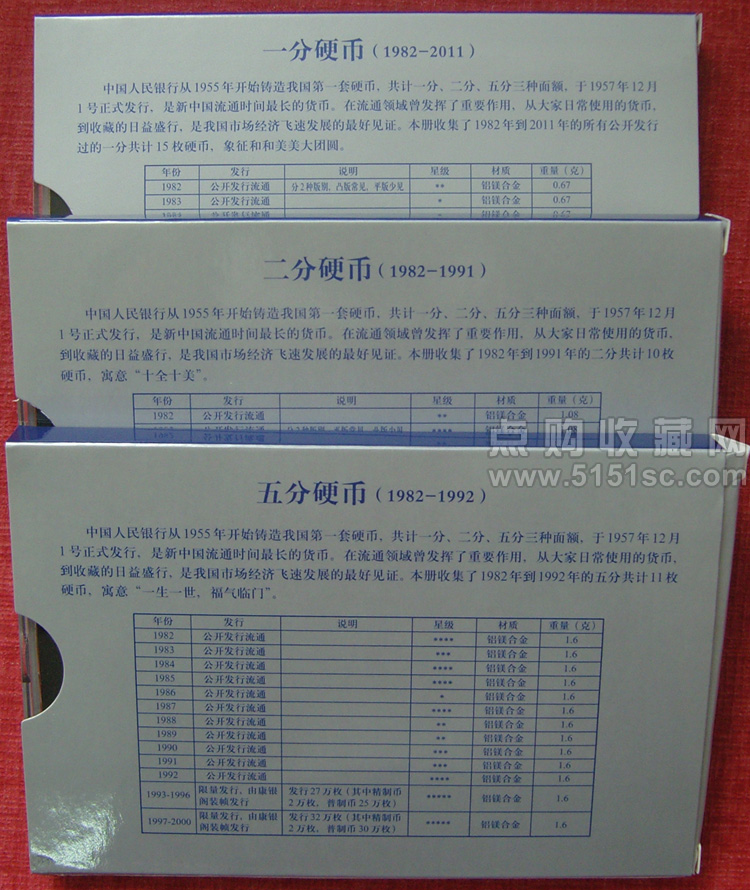 一分硬币（1982-2011）
中国人民银行从1955年开始铸造我国第一套硬币，共计一分、二分、五分三种面额，于1957年12月
1号正式发行，是新中国流通时间最长的货币。在流通领域曾发挥了重要作用，从大家日常使用的货币，
到收藏的日益盛行，是我国市场经济飞速发展的最好见证。本册收集了1982年到2011年的所有公开发行
过的一分共计15枚硬币，象征和和美美大团圆。
年份 发行 说明 星级 材质 重量（克）
1982 公开发行流通 分2种版别，凸版常见，平版少见 ** 铝镁合金 0.67
1983 公开发行流通 * 铝镁合金 0.67
二分硬币（1982-1991）
中国人民银行从1955年开始铸造我国第一套硬币，共计一分、二分、五分三种面额，于1957年12月
1号正式发行，是新中国流通时间最长的货币。在流通领域曾发挥了重要作用，从大家日常使用的货币，
到收藏的日益盛行，是我国市场经济飞速发展的最好见证。本册收集了1982年到1991年的二分共计10枚
硬币，寓意“十全十美”。
年份 发行 说明 星级 材质 重量（克）
1982 公开发行流通 ** 铝镁合金 1.08
点购收藏网
www.5151sc.com
五分硬币（1982-1992）
中国人民银行从1955年开始铸造我国第一套硬币，共计一分、二分、五分三种面额，于1957年12月
1号正式发行，是新中国流通时间最长的货币。在流通领域曾发挥了重要作用，从大家日常使用的货币，
到收藏的日益盛行，是我国市场经济飞速发展的最好见证。本册收集了1982年到1992年的五分共计11枚
硬币，寓意“一生一世，福气临门”。
年份 发行 说明 星级 材质 重量（克）
1982 公开发行流通 **** 铝镁合金 1.6
1983 公开发行流通 *** 铝镁合金 1.6
1984 公开发行流通 **** 铝镁合金 1.6
1985 公开发行流通 **** 铝镁合金 1.6
1986 公开发行流通 * 铝镁合金 1.6
1987 公开发行流通 **** 铝镁合金 1.6
1988 公开发行流通 ** 铝镁合金 1.6
1989 公开发行流通 ** 铝镁合金 1.6
1990 公开发行流通 *** 铝镁合金 1.6
1991 公开发行流通 *** 铝镁合金 1.6
1992 公开发行流通 **** 铝镁合金 1.6
1993-1996 限量发行，由康银 发行27万枚（其中精制币 ***** 铝镁合金 1.6
阁装帧发行 2万枚，普制币25万枚）
1997-2000 限量发行，由康银 发行32万枚（其中精制币 ***** 铝镁合金 1.6
阁装帧发行 2万枚，普制币30万枚）